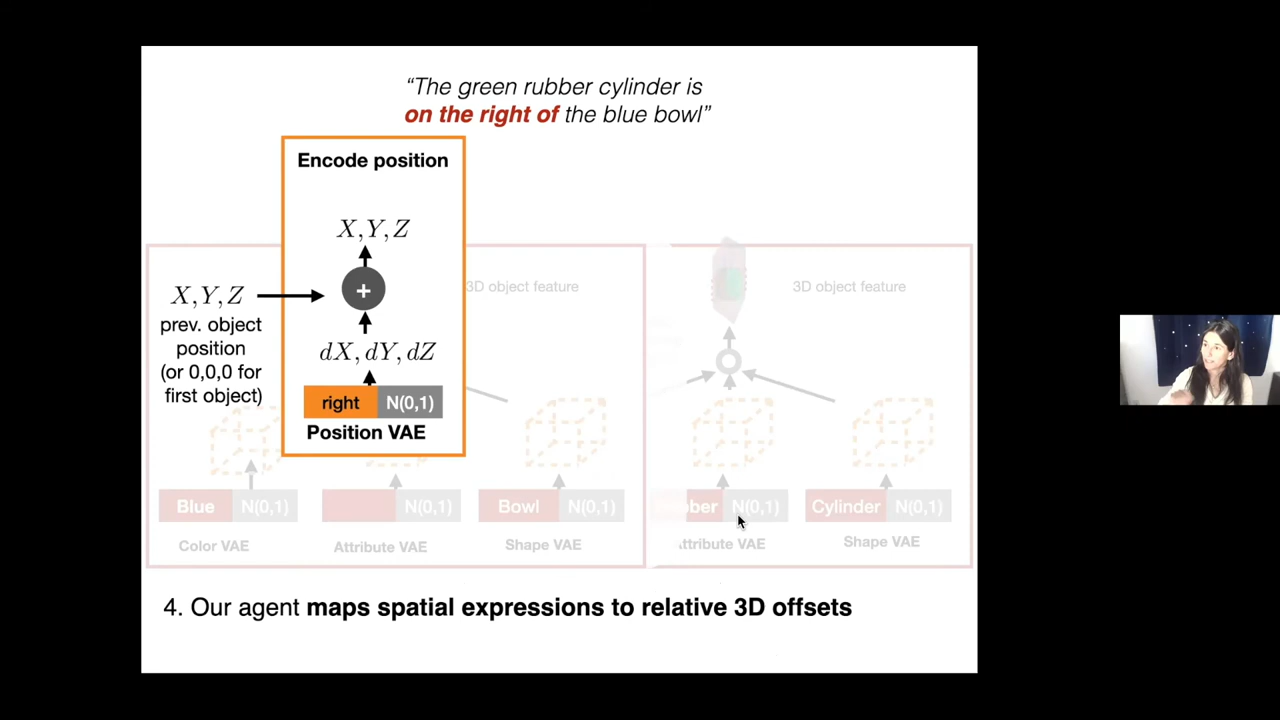 “The green rubber cylinder is
on the right of the blue bowl”
Encode position
X,Y,Z
+
X,Y,Z
prev. object
position
(or 0,0,0 for
first object)
dX,dY,dZ
right N(0,1)
Position VAE
3D object feature
3D object feature
Blue N(0,1)
N(0,1)
Bowl N(0,1)
N(0,1)
Cylinder N(0,1)
Color VAE
Attribute VAE
Shape VAE
VAE
Shape VAE
4. Our agent maps spatial expressions to relative 3D offsets